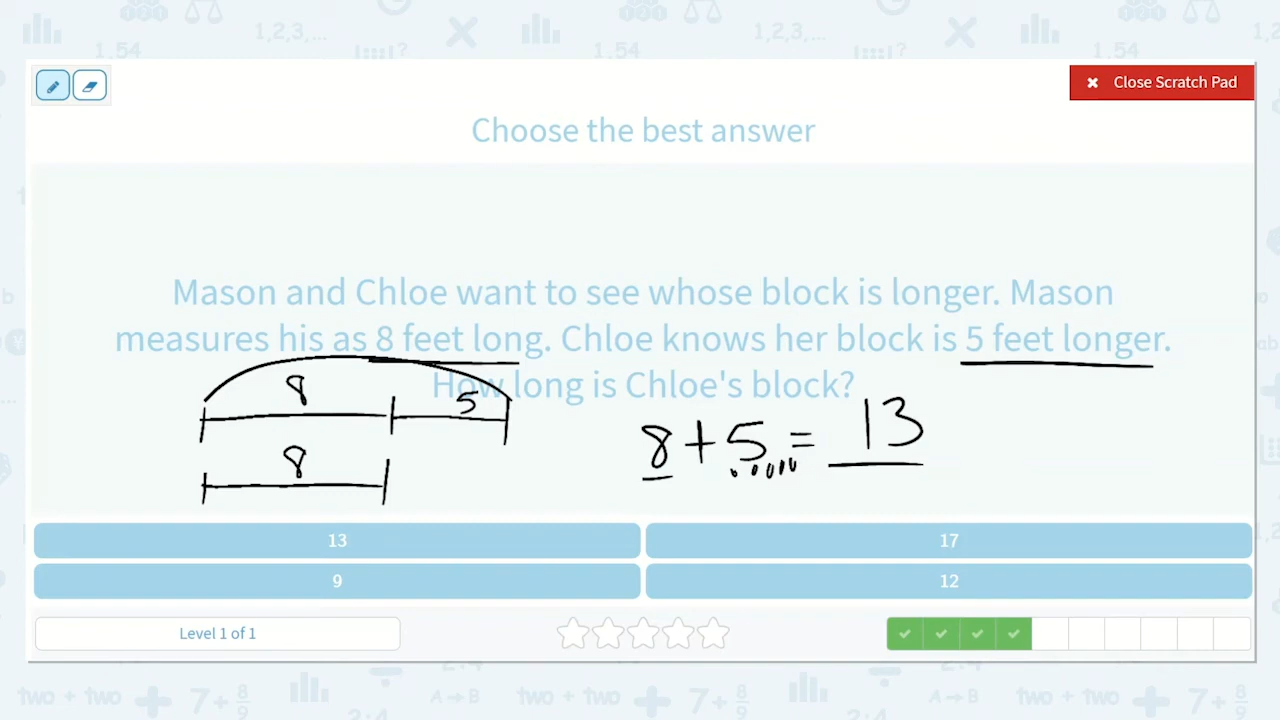 Close Scratch Pad
Choose the best answer
Mason and Chloe want to see whose block is longer. Mason
measures his as 8 feet long. Chloe knows her block is 5 feet longer.
How long is Chloe's block?
8
5
8
8+5= 13
13
17
9
12
Level 1 of 1